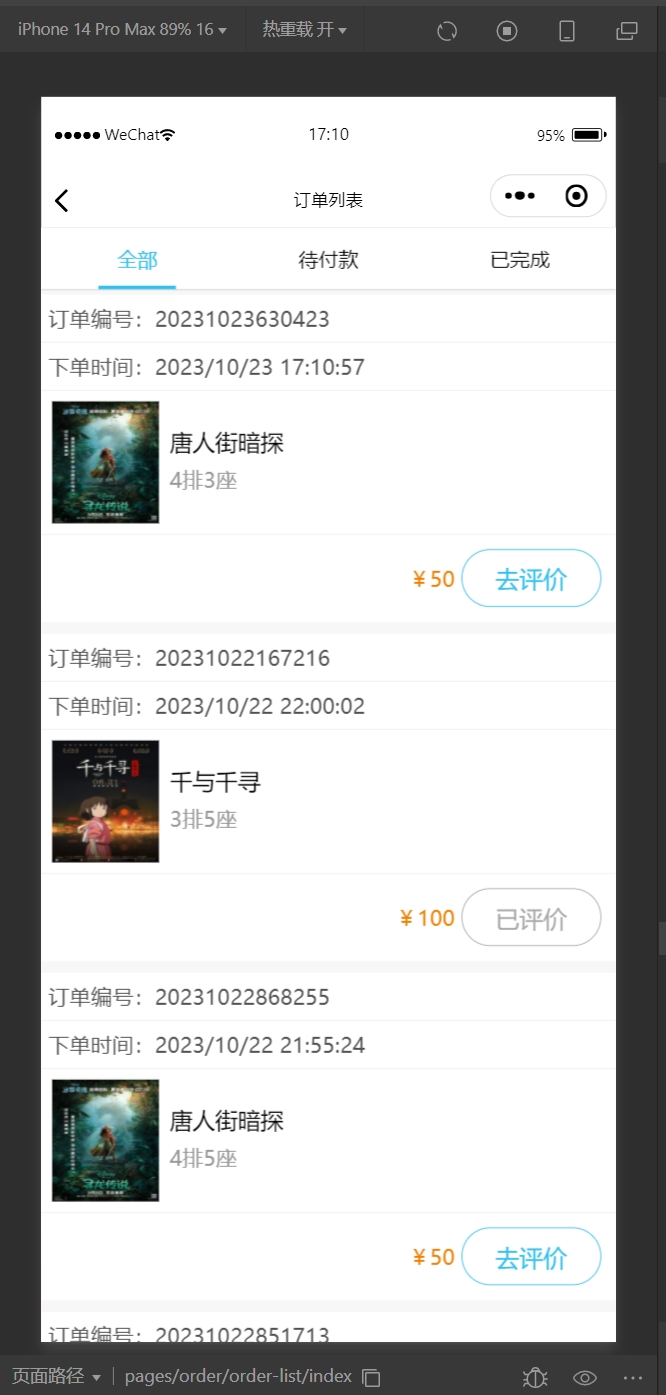 iPhone 14 Pro Max 89% 16 热重载 开
WeChat 17:10 95%
订单列表
全部 待付款 已完成
订单编号：20231023630423
下单时间：2023/10/23 17:10:57
唐人街暗探
4排3座
¥ 50 去评价
订单编号：20231022167216
下单时间：2023/10/22 22:00:02
千与千寻
千与千寻
3排5座
¥ 100 已评价
订单编号：20231022868255
下单时间：2023/10/22 21:55:24
唐人街暗探
4排5座
¥ 50 去评价
订单编号：20231022851713
页面路径 pages/order/order-list/index